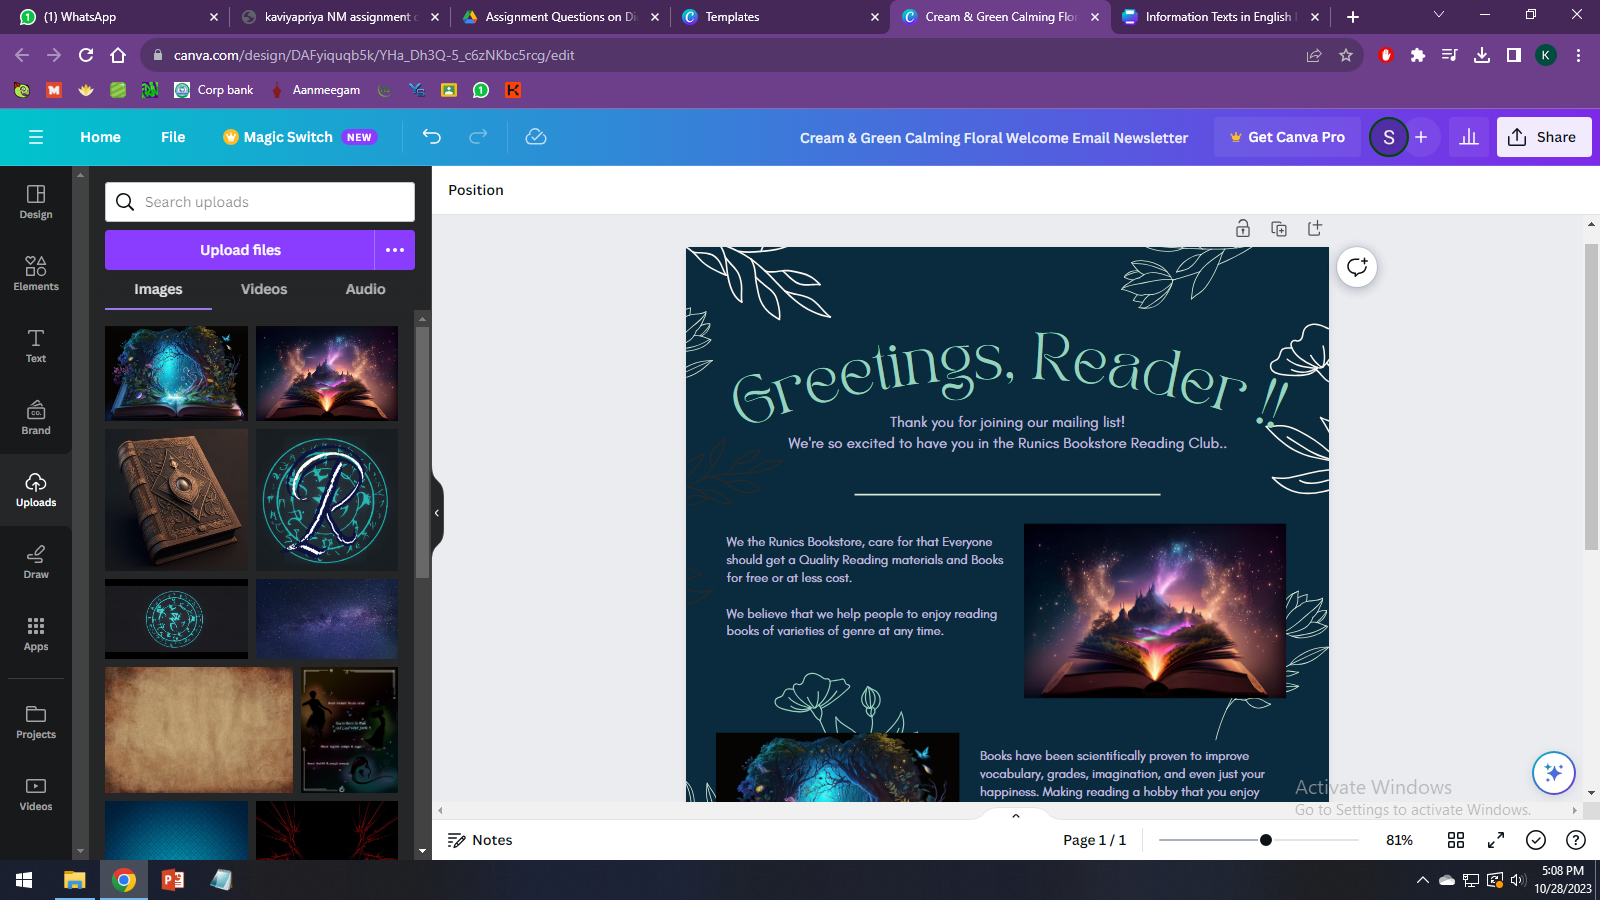 (1) WhatsApp
kaviyapriya NM assignment
Assignment Questions on Di
Templates
Cream & Green Calming Flor
Information Texts in English
canva.com/design/DAFyiquqb5k/YHa_Dh3Q-5_c6zNKbc5rcg/edit
K
Corp bank
Aanmeegam
Home
File
Magic Switch
NEW
Cream & Green Calming Floral Welcome Email Newsletter
Get Canva Pro
S
Share
Design
Elements
Text
Brand
Uploads
Draw
Apps
Projects
Videos
Search uploads
Upload files
Images
Videos
Audio
R
Position
Greetings, Reader !!
Thank you for joining our mailing list!
We're so excited to have you in the Runics Bookstore Reading Club..
We the Runics Bookstore, care for that Everyone
should get a Quality Reading materials and Books
for free or at less cost.
We believe that we help people to enjoy reading
books of varieties of genre at any time.
Books have been scientifically proven to improve
vocabulary, grades, imagination, and even just your
happiness. Making reading a hobby that you enjoy
Activate Windows
Go to Settings to activate Windows.
Notes
Page 1 / 1
81%
5:08 PM
10/28/2023